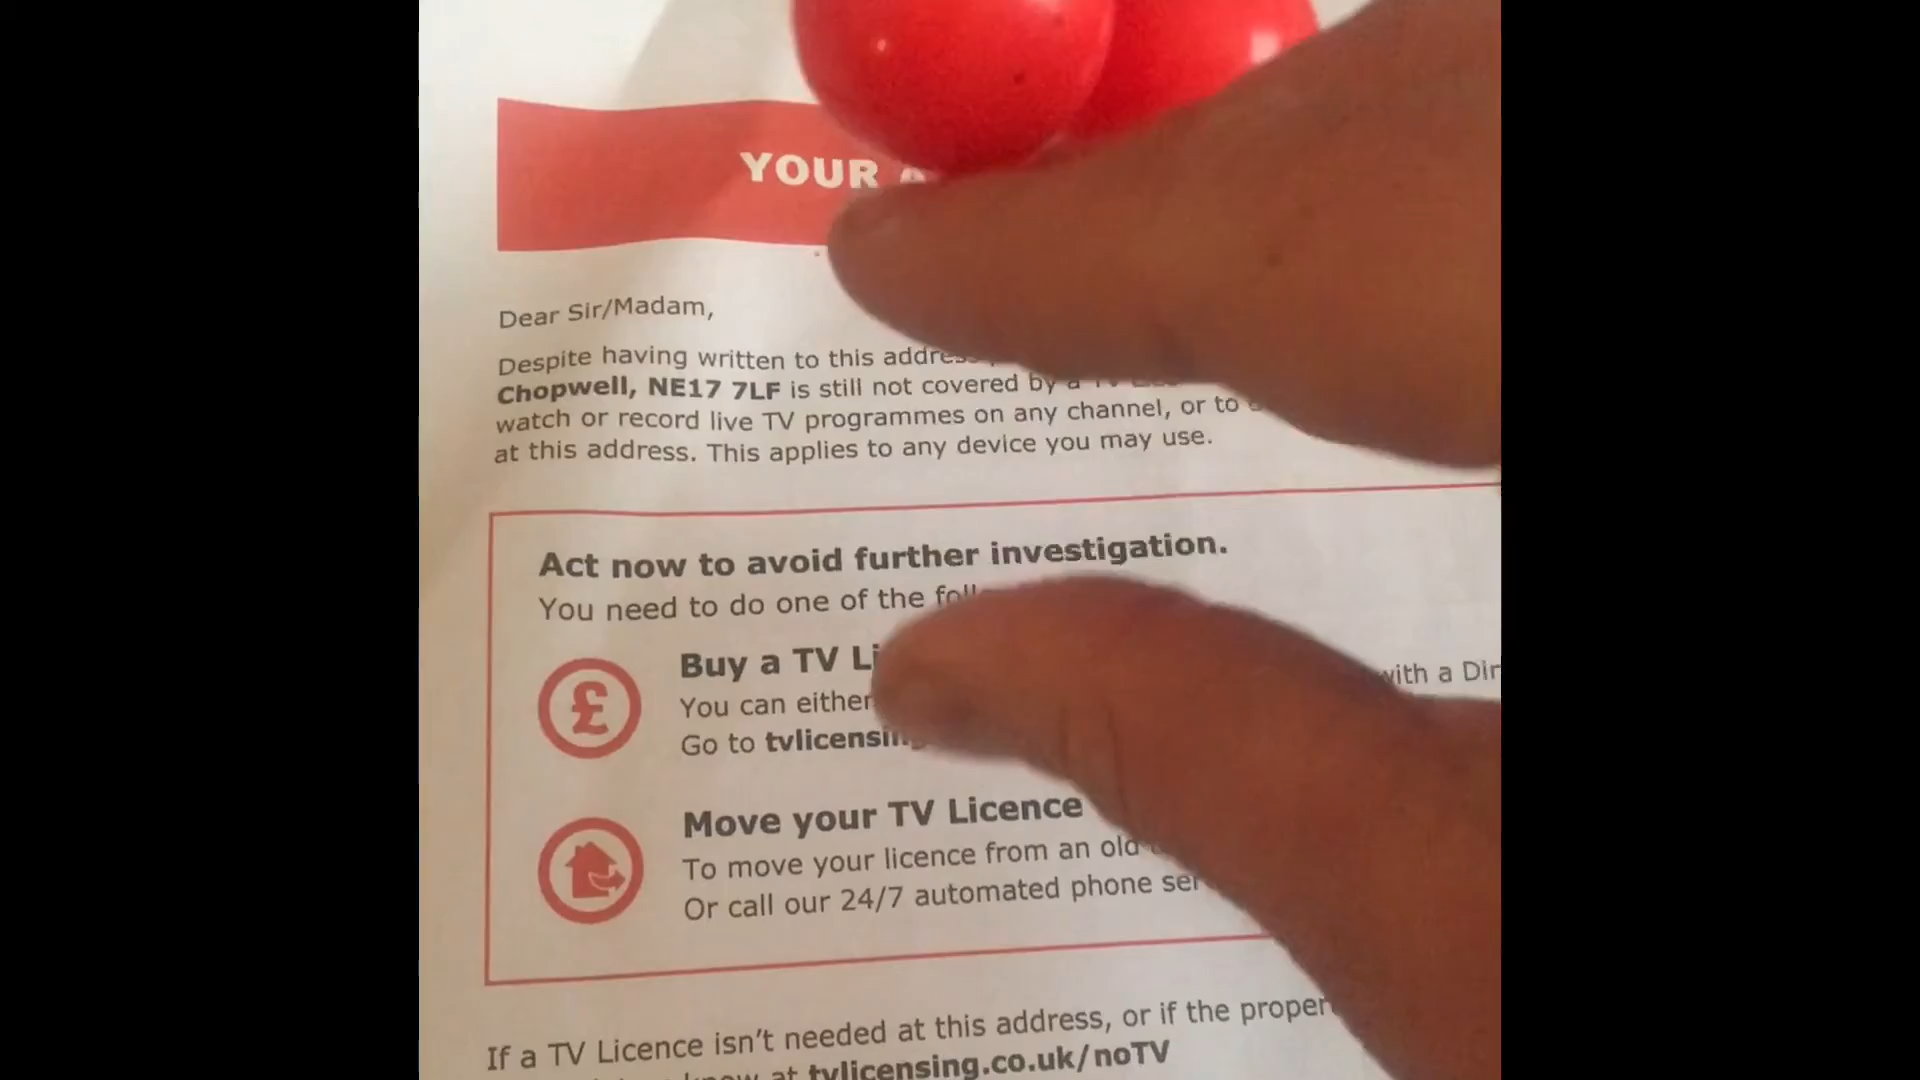 YOUR
Dear Sir/Madam,
Despite having written to this
Chopwell, NE17 7LF is still not covered by a TV
watch or record live TV programmes on any channel, or to
at this address. This applies to any device you may use.
Act now to avoid further investigation.
You need to do one of the
Buy a TV
You can either
with a
Go to
Move your TV Licence
To move your licence from an old
Or call our 24/7 automated phone
If a TV Licence isn't needed at this address, or if the
at tvlicensing.co.uk/noTV